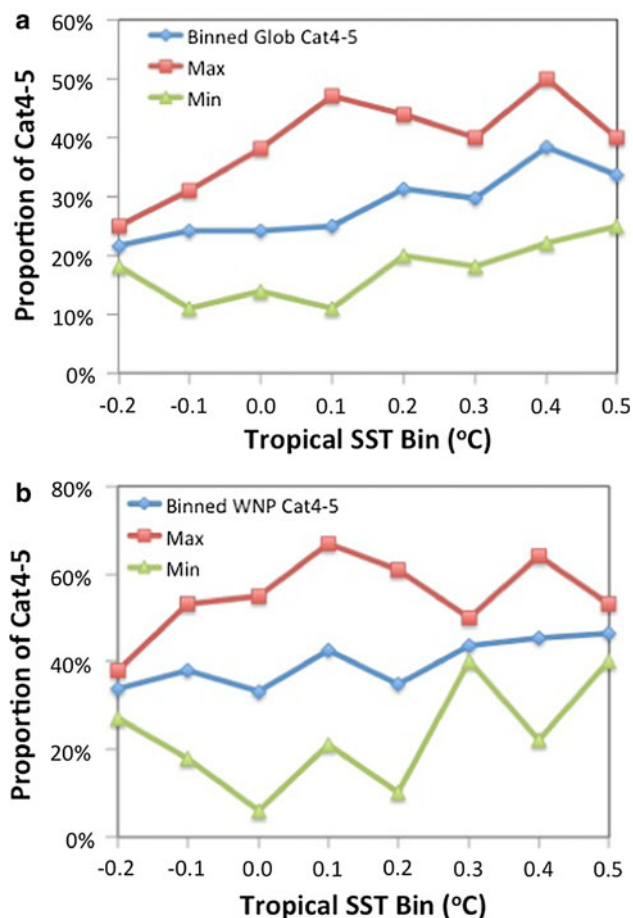 a
60%
50%
40%
30%
20%
10%
0%
Proportion of Cat4-5
Binned Glob Cat4-5
Max
Min
-0.2 -0.1 0.0 0.1 0.2 0.3 0.4 0.5
Tropical SST Bin (°C)
b
80%
60%
40%
20%
0%
Proportion of Cat4-5
Binned WNP Cat4-5
Max
Min
-0.2 -0.1 0.0 0.1 0.2 0.3 0.4 0.5
Tropical SST Bin (°C)